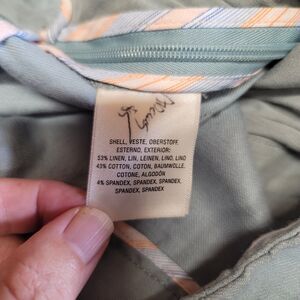 SHELL, VESTE, OBERSTOFF,
ESTERNO, EXTERIOR:
53% LINEN, LIN, LEINEN, LINO, LINO
43% COTTON, COTON, BAUMWOLLE,
COTONE, ALGODÓN
4% SPANDEX, SPANDEX, SPANDEX,
SPANDEX, SPANDEX